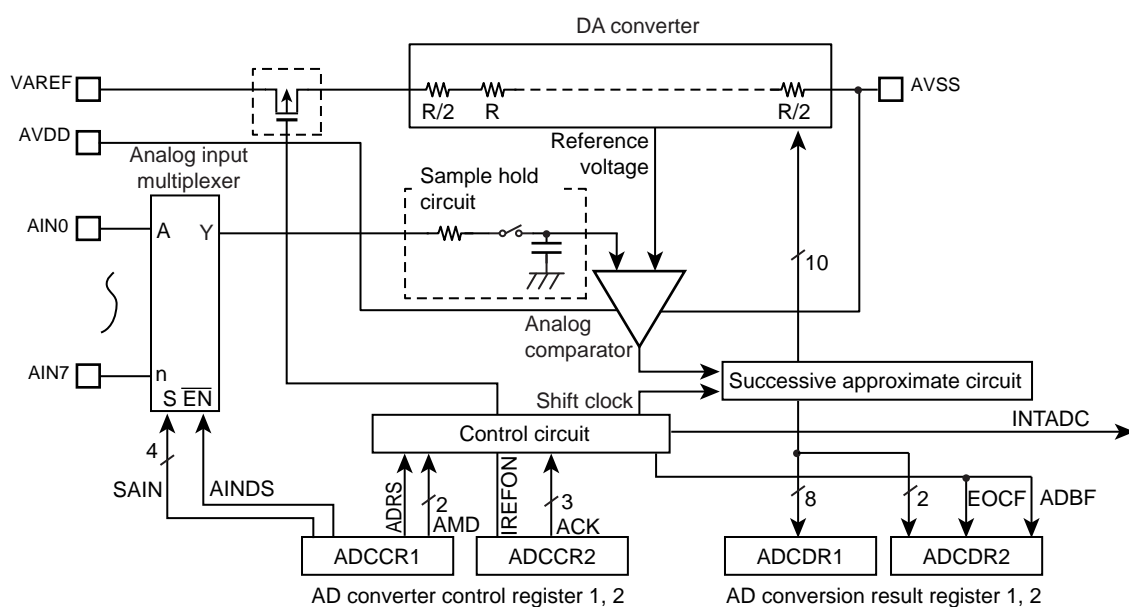 DA converter
VAREF
AVSS
R/2
R
R/2
AVDD
Reference
voltage
Analog input
multiplexer
Sample hold
circuit
AIN0
A
Y
10
Analog
comparator
AIN7
n
S
EN
Successive approximate circuit
Shift clock
INTADC
Control circuit
4
SAIN
AINDS
ADRS
2
AMD
IREFON
3
ACK
8
2
EOCF
ADBF
ADCCR1
ADCCR2
ADCDR1
ADCDR2
AD converter control register 1, 2
AD conversion result register 1, 2